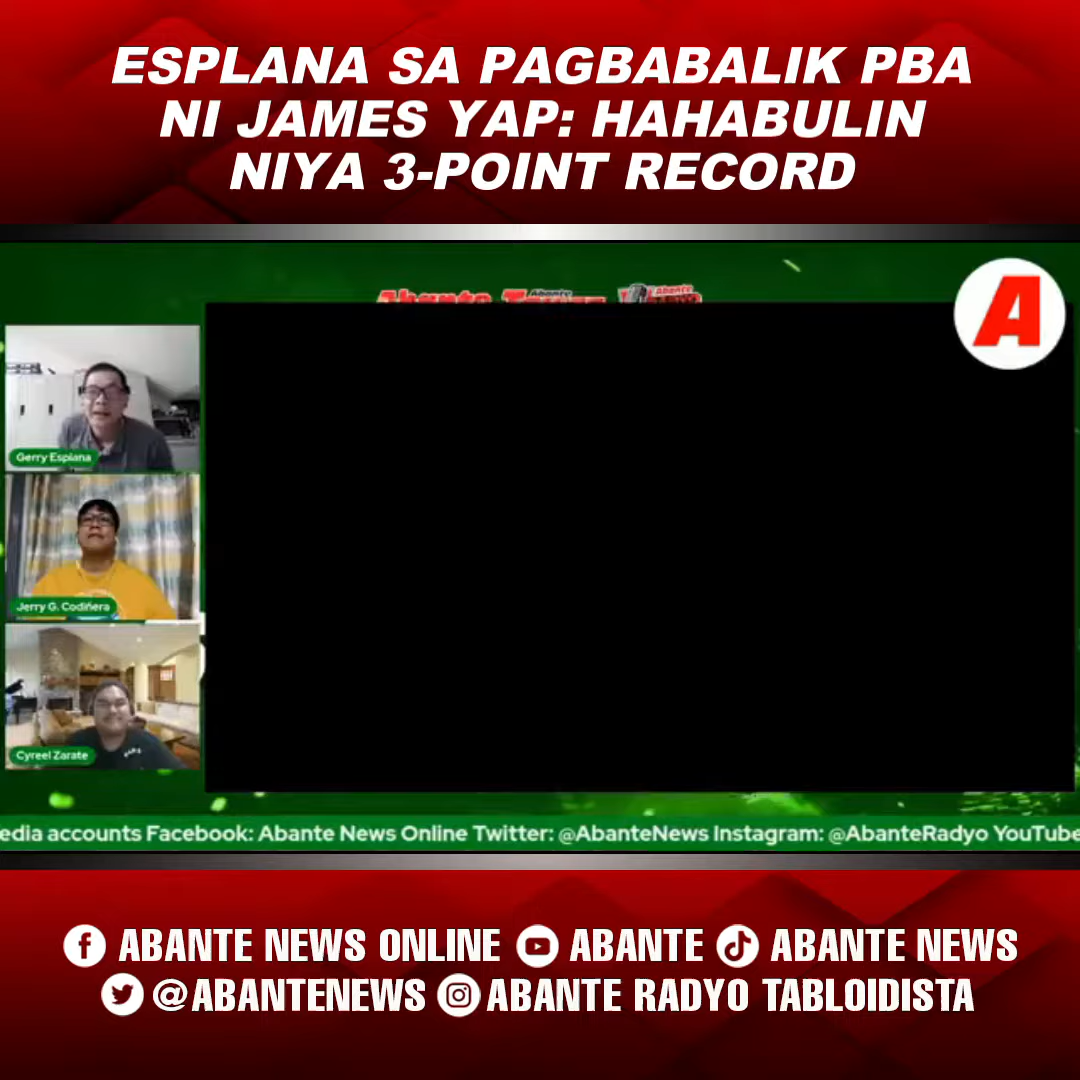 ESPLANA SA PAGBABALIK PBA
NI JAMES YAP: HAHABULIN
NIYA 3-POINT RECORD
A
Gerry Esplana
Jerry G. Codiñera
Cyreel Zarate
edia accounts Facebook: Abante News Online Twitter: @AbanteNews Instagram: @AbanteRadyo YouTube
ABANTE NEWS ONLINE ABANTE ABANTE NEWS
@ABANTENEWS ABANTE RADYO TABLOIDISTA